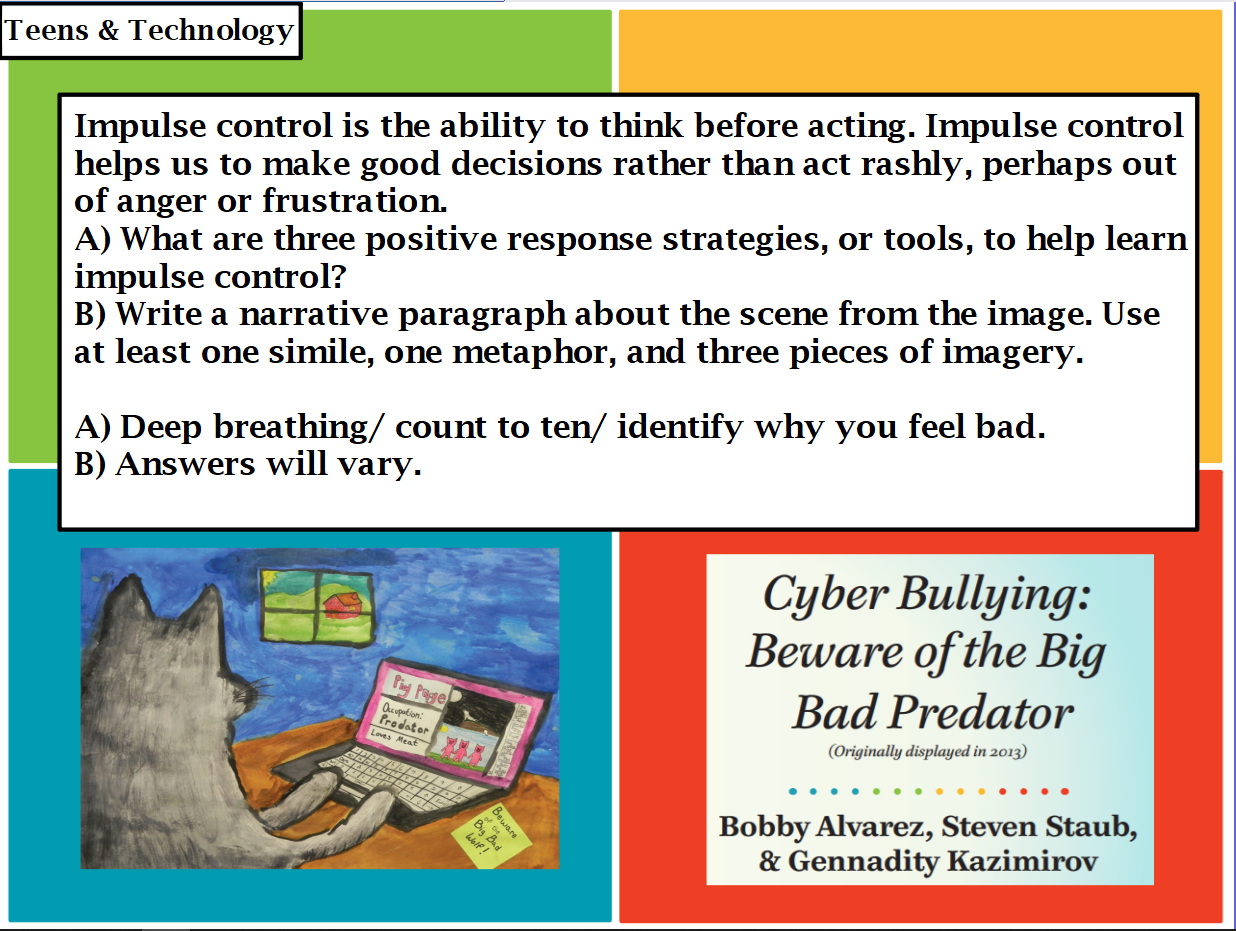 Teens & Technology
Impulse control is the ability to think before acting. Impulse control
helps us to make good decisions rather than act rashly, perhaps out
of anger or frustration.
A) What are three positive response strategies, or tools, to help learn
impulse control?
B) Write a narrative paragraph about the scene from the image. Use
at least one simile, one metaphor, and three pieces of imagery.
A) Deep breathing/ count to ten/ identify why you feel bad.
B) Answers will vary.
Pig Page
Occupation:
Predator
Loves Meat
Beware
of the
Big Bad
Wolf!
Cyber Bullying:
Beware of the Big
Bad Predator
(Originally displayed in 2013)
Bobby Alvarez, Steven Staub,
& Gennadity Kazimirov